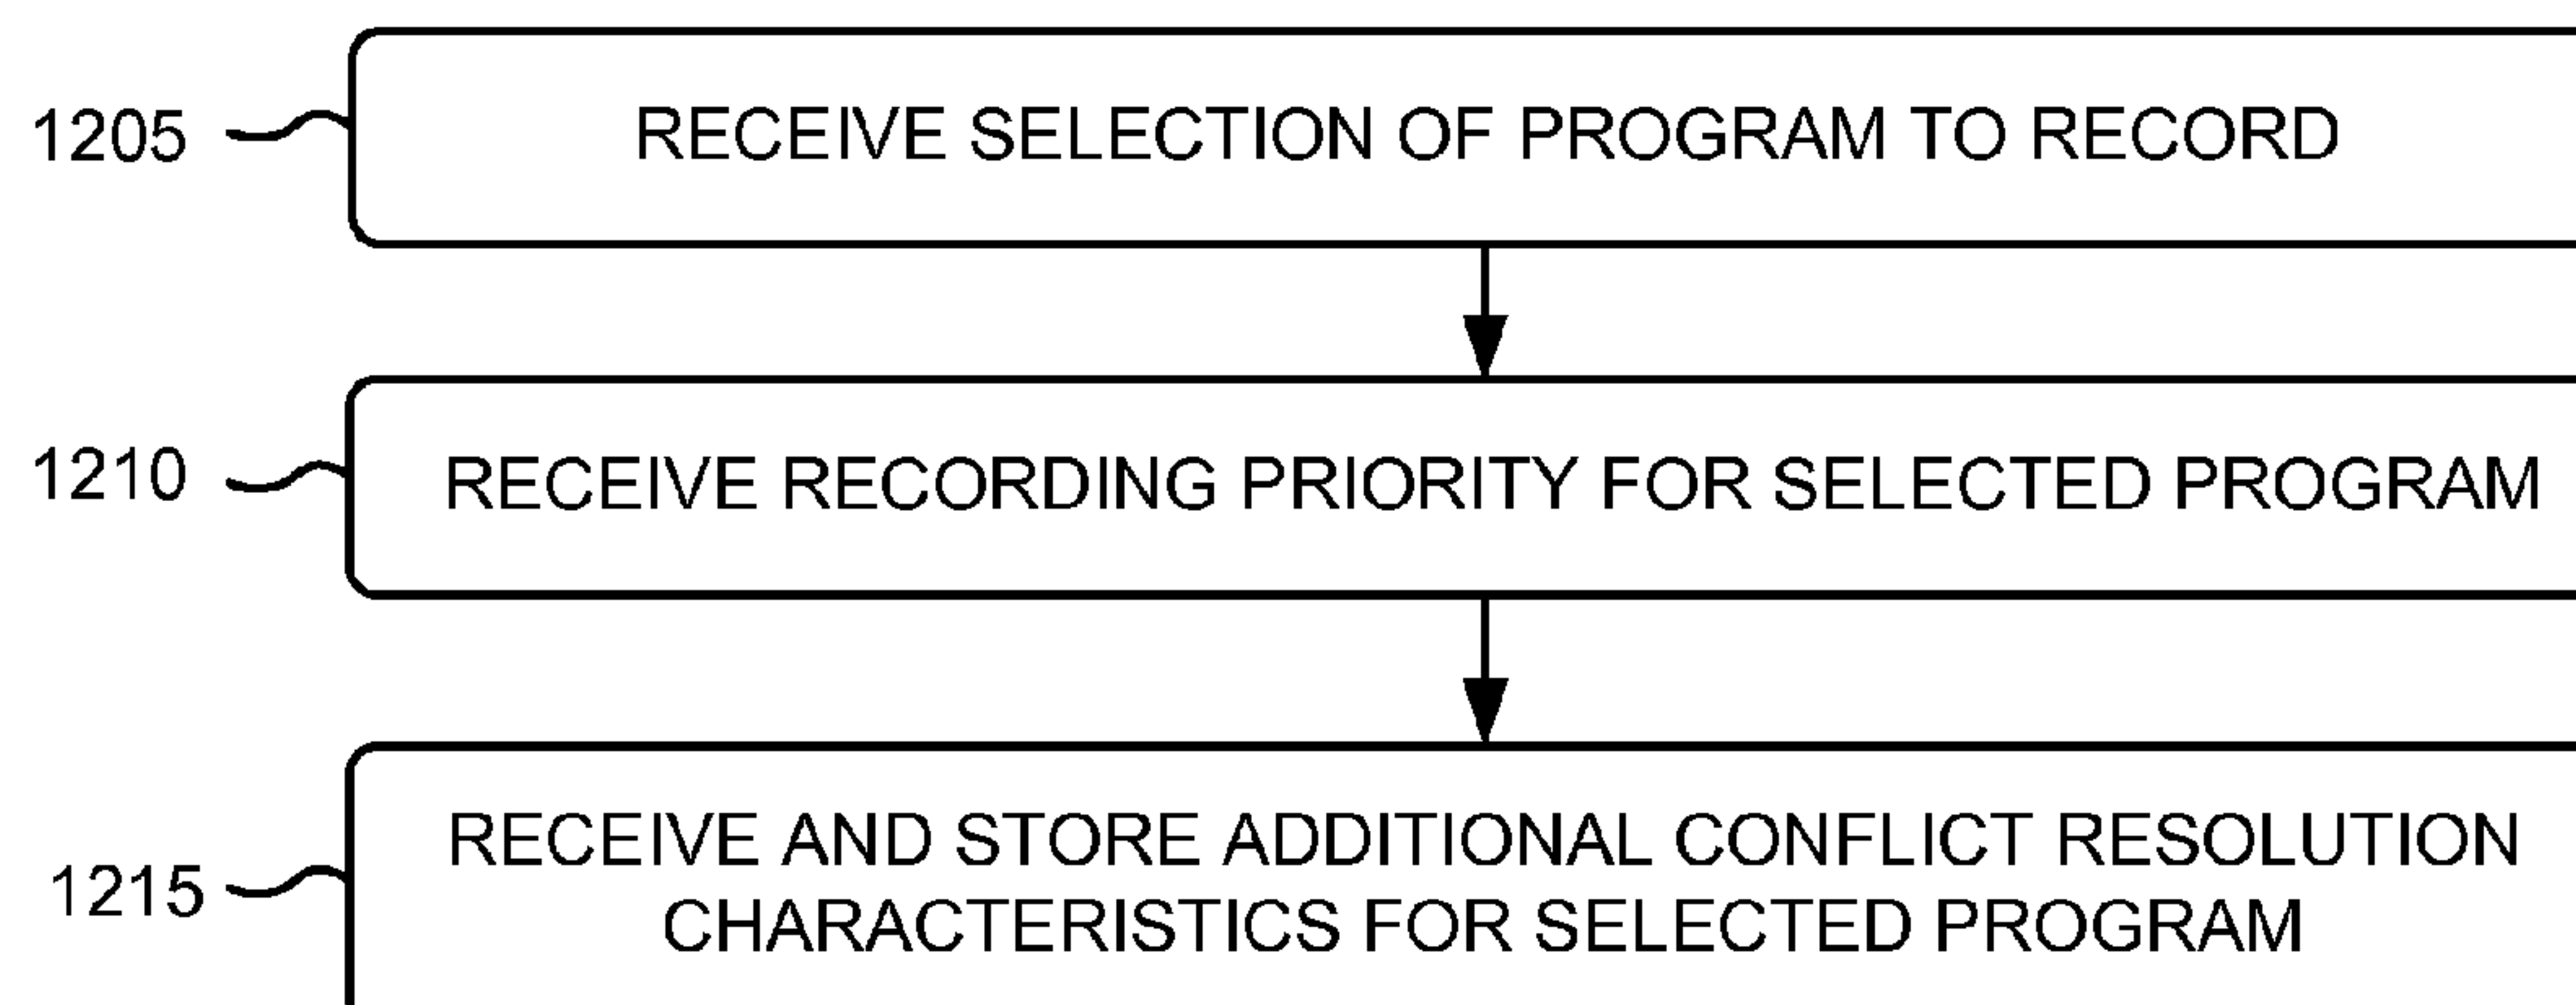 1205
RECEIVE SELECTION OF PROGRAM TO RECORD
1210
RECEIVE RECORDING PRIORITY FOR SELECTED PROGRAM
1215
RECEIVE AND STORE ADDITIONAL CONFLICT RESOLUTION
CHARACTERISTICS FOR SELECTED PROGRAM